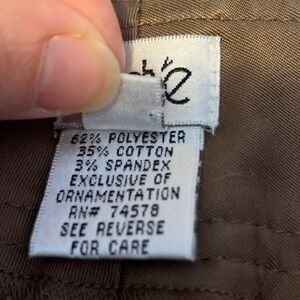 62% POLYESTER
35% COTTON
3% SPANDEX
EXCLUSIVE OF
ORNAMENTATION
RN# 74578
SEE REVERSE
FOR CARE